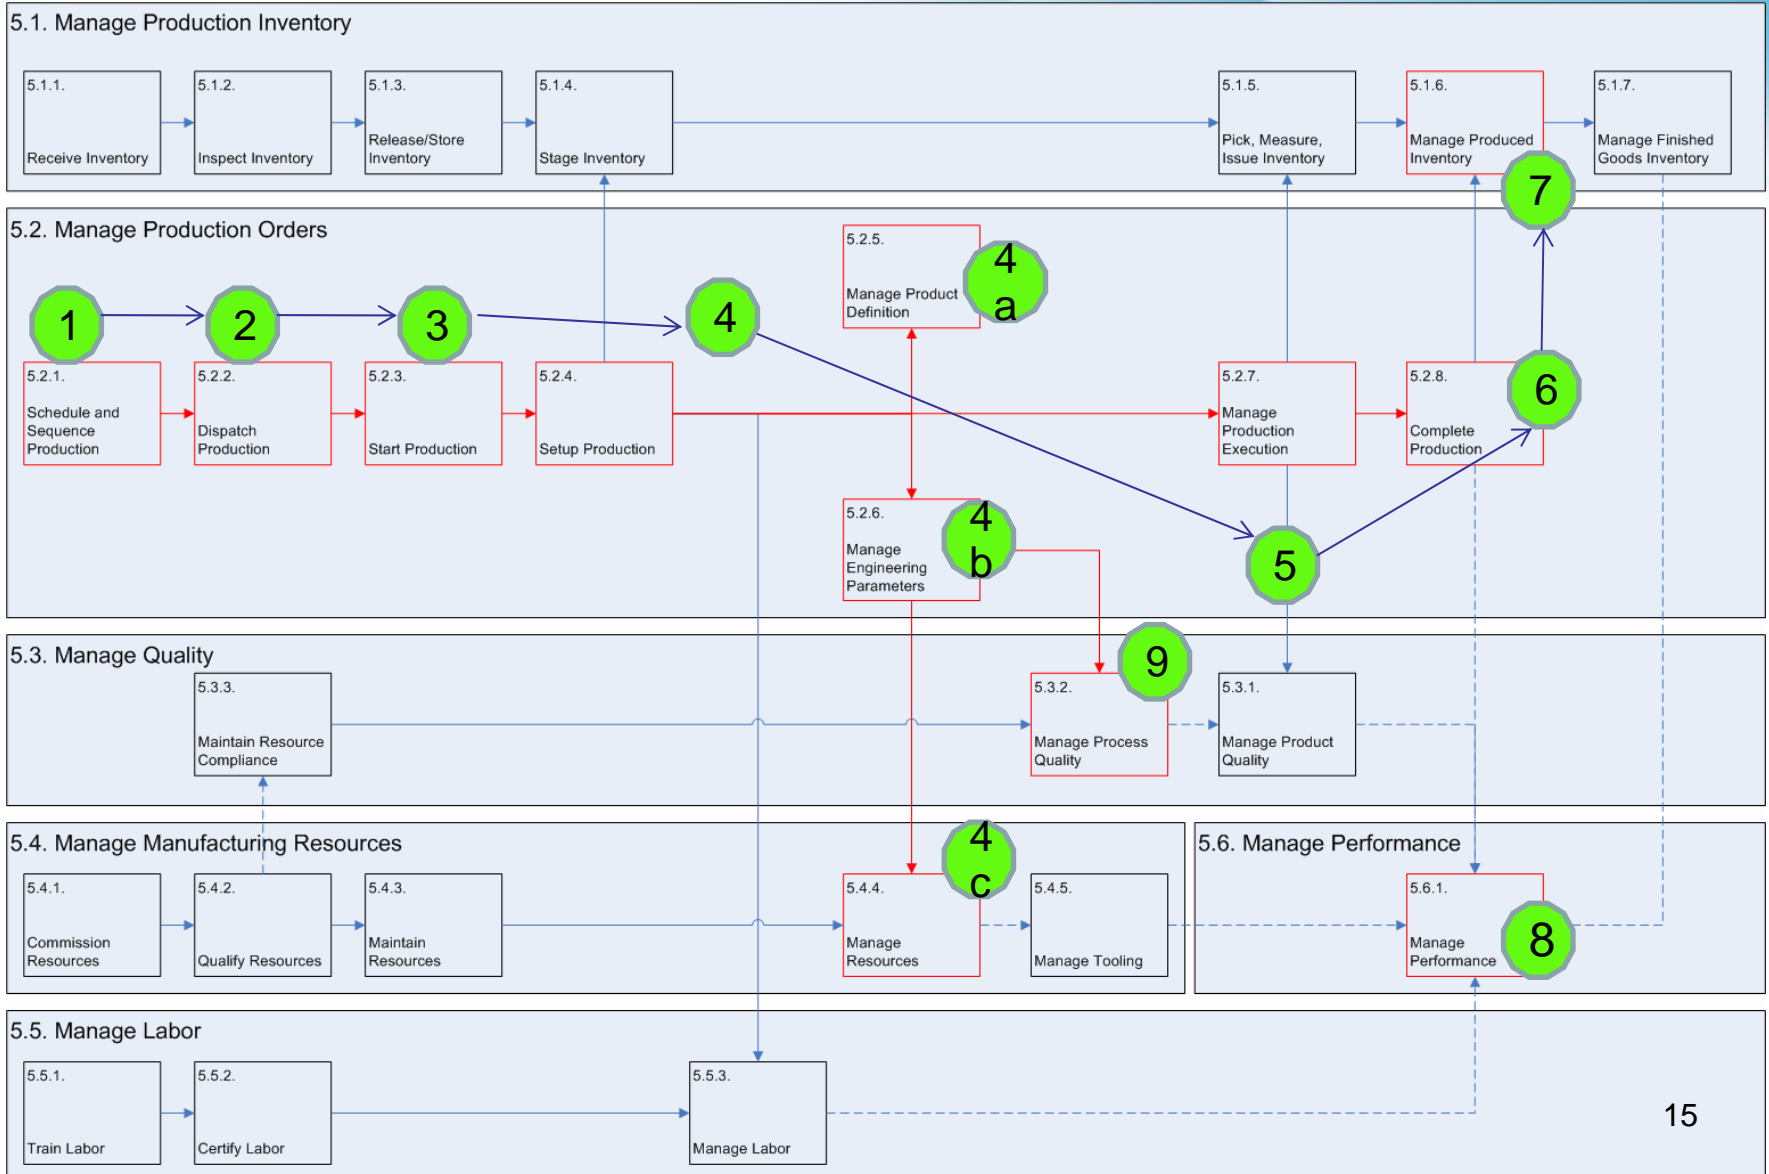 5.1. Manage Production Inventory
5.1.1.
Receive Inventory
5.1.2.
Inspect Inventory
5.1.3.
Release/Store
Inventory
5.1.4.
Stage Inventory
5.1.5.
Pick, Measure,
Issue Inventory
5.1.6.
Manage Produced
Inventory
5.1.7.
Manage Finished
Goods Inventory
7
5.2. Manage Production Orders
1
2
3
4
5.2.1.
Schedule and
Sequence
Production
5.2.2.
Dispatch
Production
5.2.3.
Start Production
5.2.4.
Setup Production
5.2.5.
Manage Product
Definition
4
a
5.2.6.
Manage
Engineering
Parameters
4
b
5.2.7.
Manage
Production
Execution
5
5.2.8.
Complete
Production
6
5.3. Manage Quality
5.3.3.
Maintain Resource
Compliance
5.3.2.
Manage Process
Quality
9
5.3.1.
Manage Product
Quality
5.4. Manage Manufacturing Resources
5.4.1.
Commission
Resources
5.4.2.
Qualify Resources
5.4.3.
Maintain
Resources
5.4.4.
Manage
Resources
4
c
5.4.5.
Manage Tooling
5.6. Manage Performance
5.6.1.
Manage
Performance
8
5.5. Manage Labor
5.5.1.
Train Labor
5.5.2.
Certify Labor
5.5.3.
Manage Labor
15